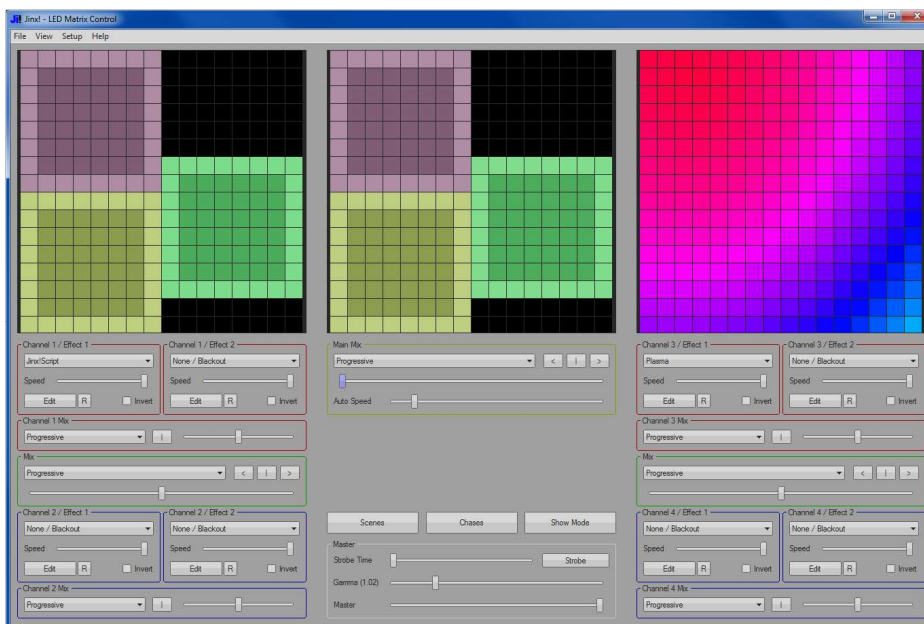 Ji! Jinx! - LED Matrix Control
File View Setup Help
Channel 1 / Effect 1
Jinx!Script
Speed
Edit R Invert
Channel 1 / Effect 2
None / Blackout
Speed
Edit R Invert
Channel 1 Mix
Progressive |
Mix
Progressive < | >
Channel 2 / Effect 1
None / Blackout
Speed
Edit R Invert
Channel 2 / Effect 2
None / Blackout
Speed
Edit R Invert
Channel 2 Mix
Progressive |
Main Mix
Progressive < | >
Auto Speed
Scenes Chases Show Mode
Master
Strobe Time Strobe
Gamma (1.02)
Master
Channel 3 / Effect 1
Plasma
Speed
Edit R Invert
Channel 3 / Effect 2
None / Blackout
Speed
Edit R Invert
Channel 3 Mix
Progressive |
Mix
Progressive < | >
Channel 4 / Effect 1
None / Blackout
Speed
Edit R Invert
Channel 4 / Effect 2
None / Blackout
Speed
Edit R Invert
Channel 4 Mix
Progressive |